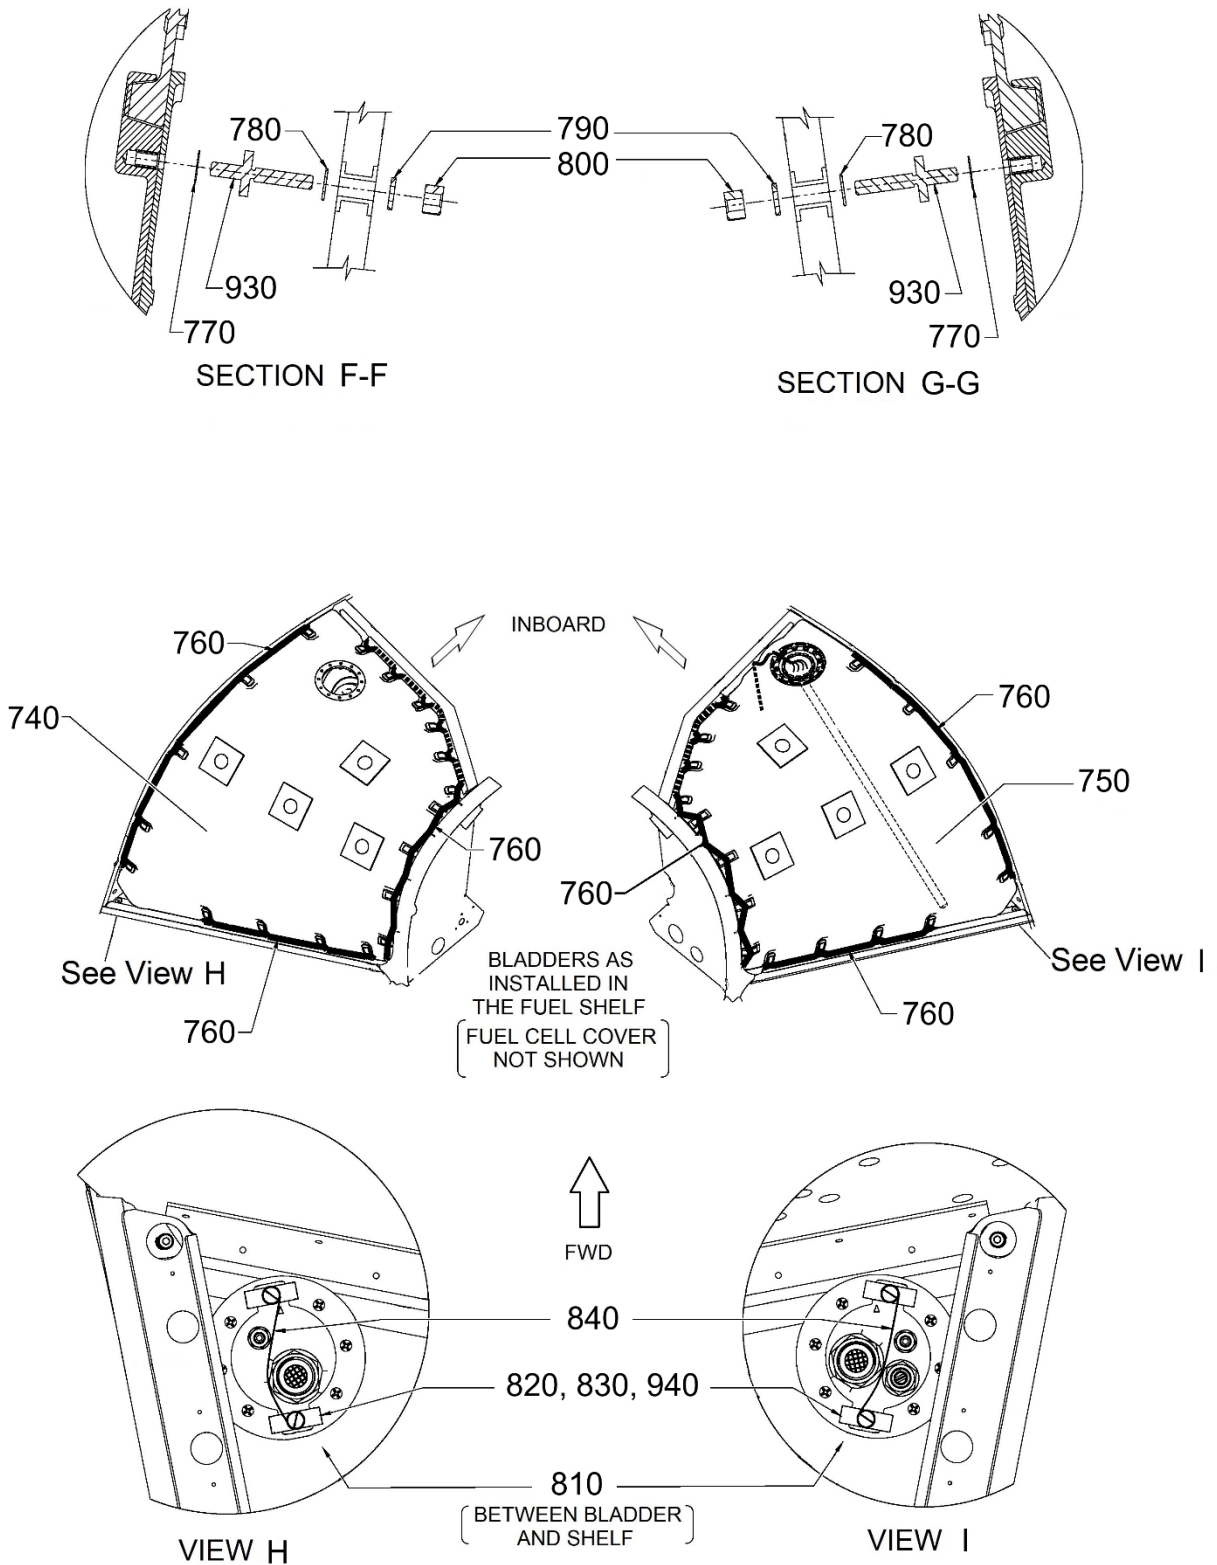 780
790
780
800
930
930
770
770
SECTION F-F
SECTION G-G
760
INBOARD
740
760
750
760
760
See View H
BLADDERS AS
INSTALLED IN
THE FUEL SHELF
See View I
760
FUEL CELL COVER
NOT SHOWN
760
FWD
840
820, 830, 940
810
BETWEEN BLADDER
AND SHELF
VIEW H
VIEW I